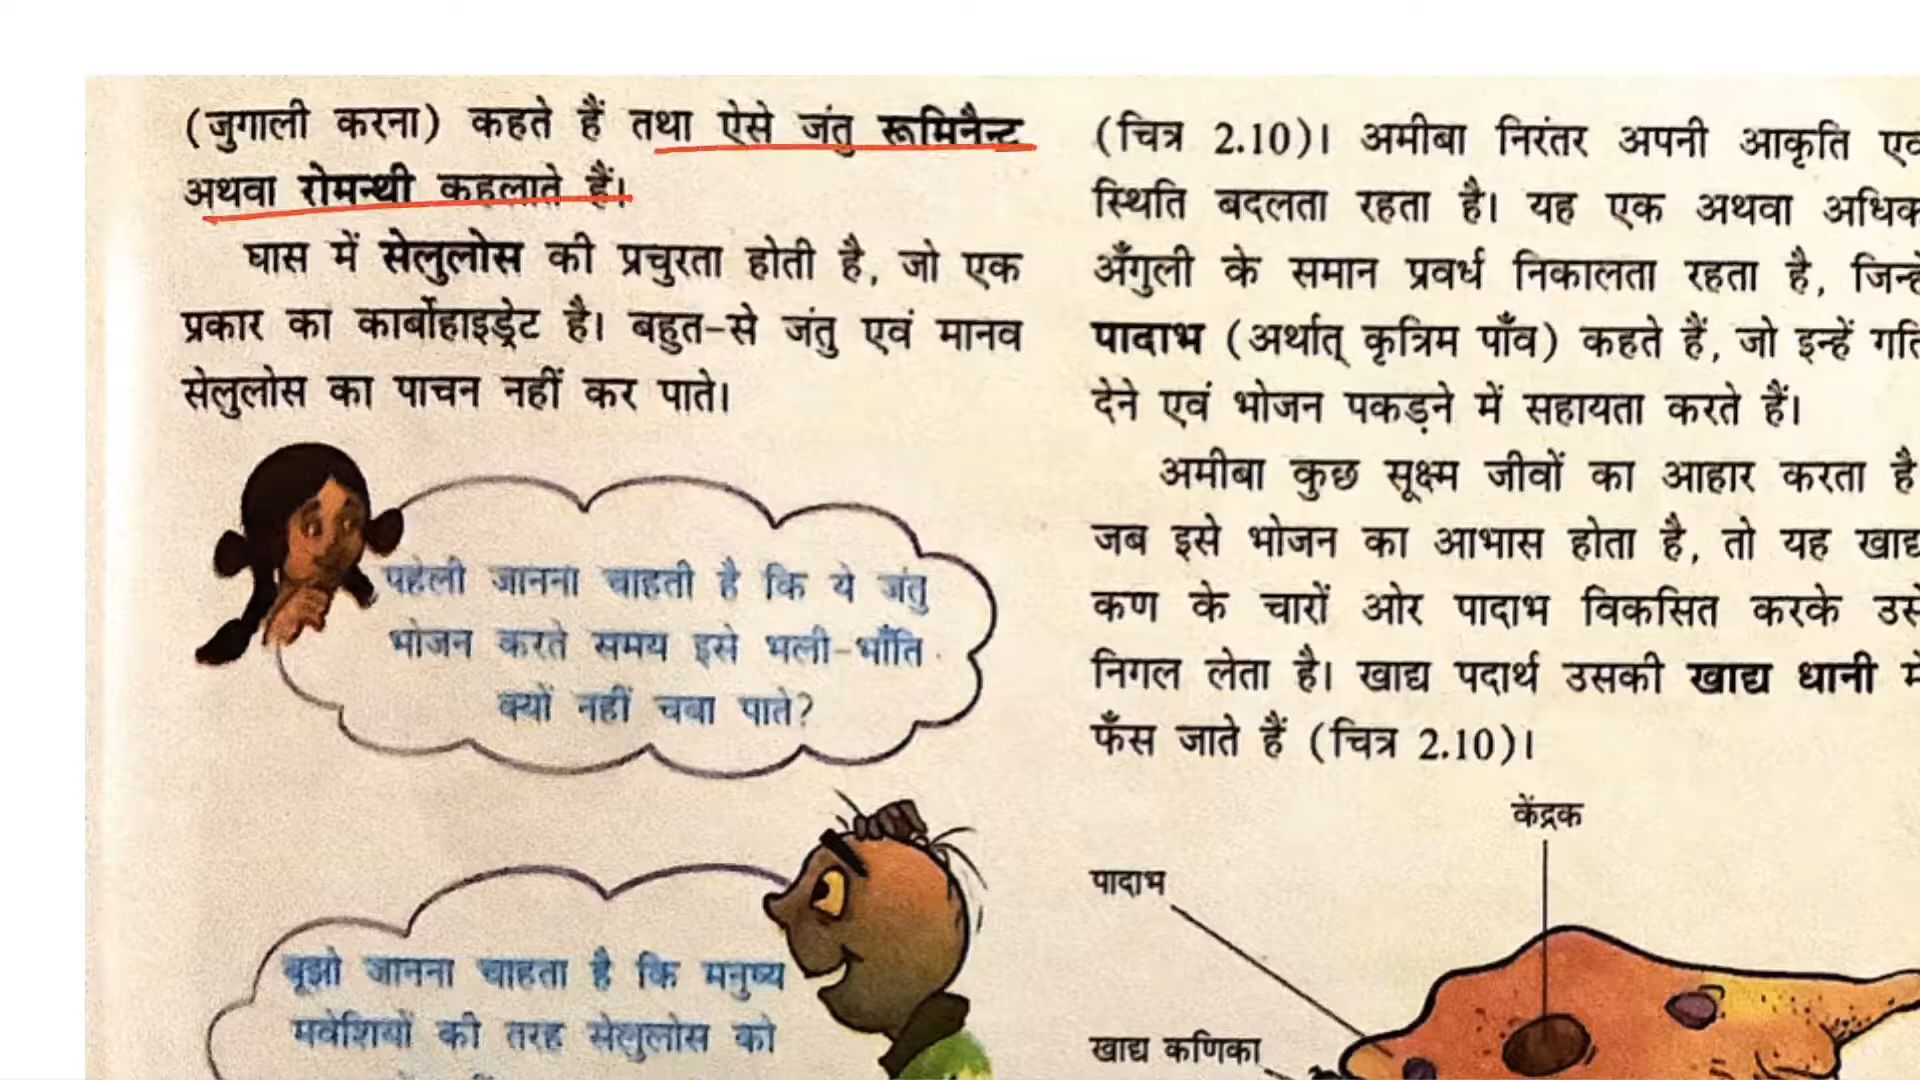 (जुगाली करना) कहते हैं तथा ऐसे जंतु रूमिनैन्ट
अथवा रोमन्थी कहलाते हैं।
घास में सेलुलोस की प्रचुरता होती है, जो एक
प्रकार का कार्बोहाइड्रेट है। बहुत-से जंतु एवं मानव
सेलुलोस का पाचन नहीं कर पाते।
पहेली जानना चाहती है कि ये जंतु
भोजन करते समय इसे भली-भाँति
क्यों नहीं चबा पाते?
बूझो जानना चाहता है कि मनुष्य
मवेशियों की तरह सेलुलोस को
(चित्र 2.10)। अमीबा निरंतर अपनी आकृति
स्थिति बदलता रहता है। यह एक अथवा अधिक
अँगुली के समान प्रवर्ध निकालता रहता है, जिन्हें
पादाभ (अर्थात् कृत्रिम पाँव) कहते हैं, जो इन्हें
देने एवं भोजन पकड़ने में सहायता करते हैं।
अमीबा कुछ सूक्ष्म जीवों का आहार करता है
जब इसे भोजन का आभास होता है, तो यह खाद्य
कण के चारों ओर पादाभ विकसित करके उसे
निगल लेता है। खाद्य पदार्थ उसकी खाद्य धानी में
फँस जाते हैं (चित्र 2.10)।
केंद्रक
पादाभ
खाद्य कणिका